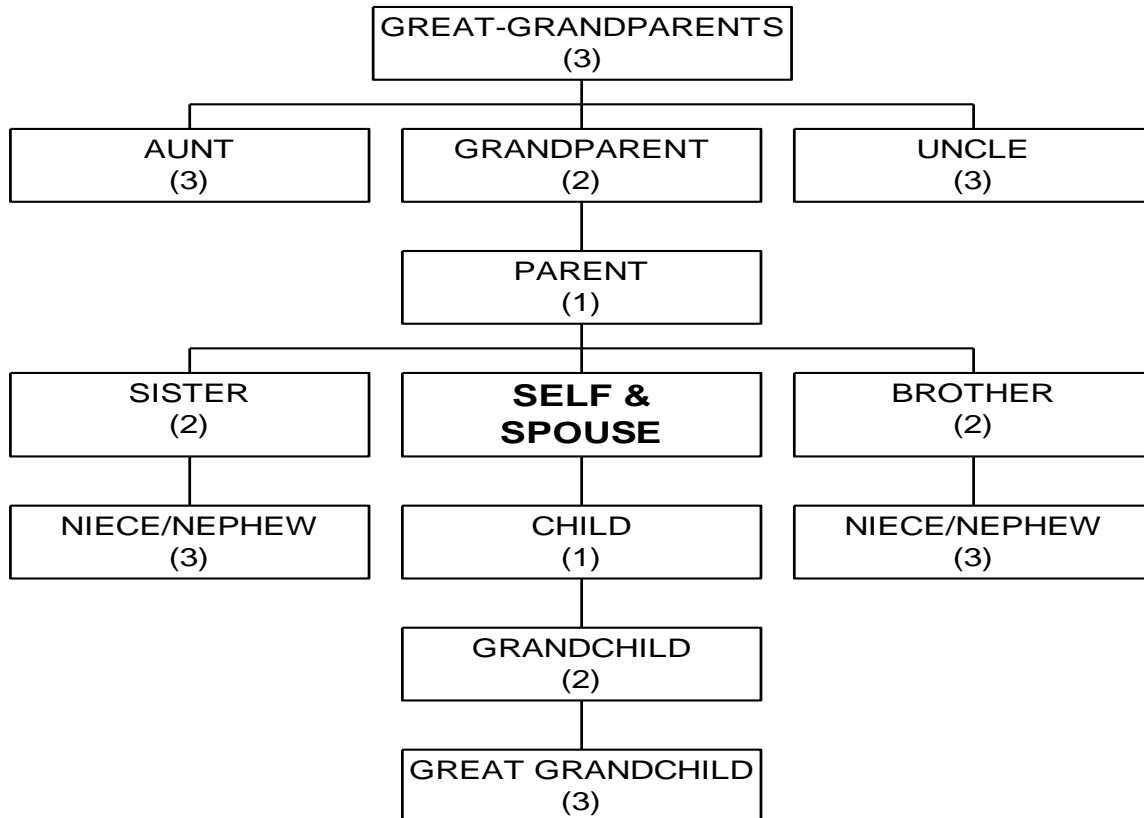 GREAT-GRANDPARENTS
(3)
AUNT
(3)
GRANDPARENT
(2)
UNCLE
(3)
PARENT
(1)
SISTER
(2)
SELF &
SPOUSE
BROTHER
(2)
NIECE/NEPHEW
(3)
CHILD
(1)
NIECE/NEPHEW
(3)
GRANDCHILD
(2)
GREAT GRANDCHILD
(3)